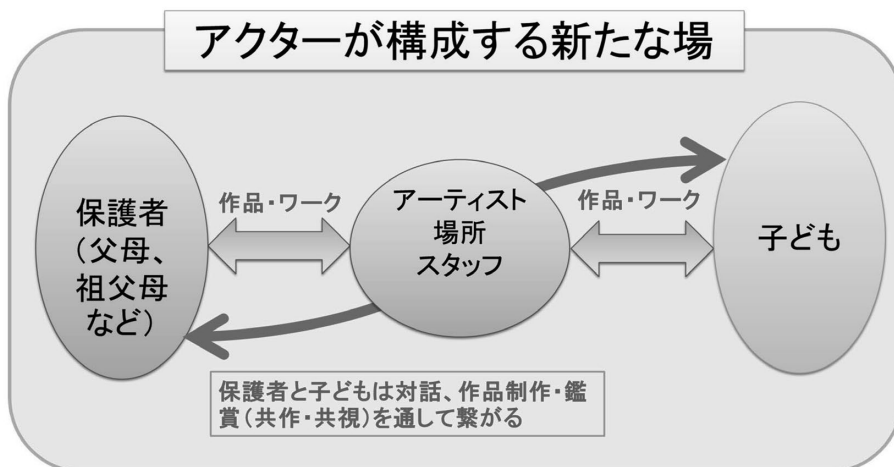 アクターが構成する新たな場
保護者
(父母、
祖父母
など)
作品・ワーク
アーティスト
場所
スタッフ
作品・ワーク
子ども
保護者と子どもは対話、作品制作・鑑
賞(共作・共視)を通して繋がる